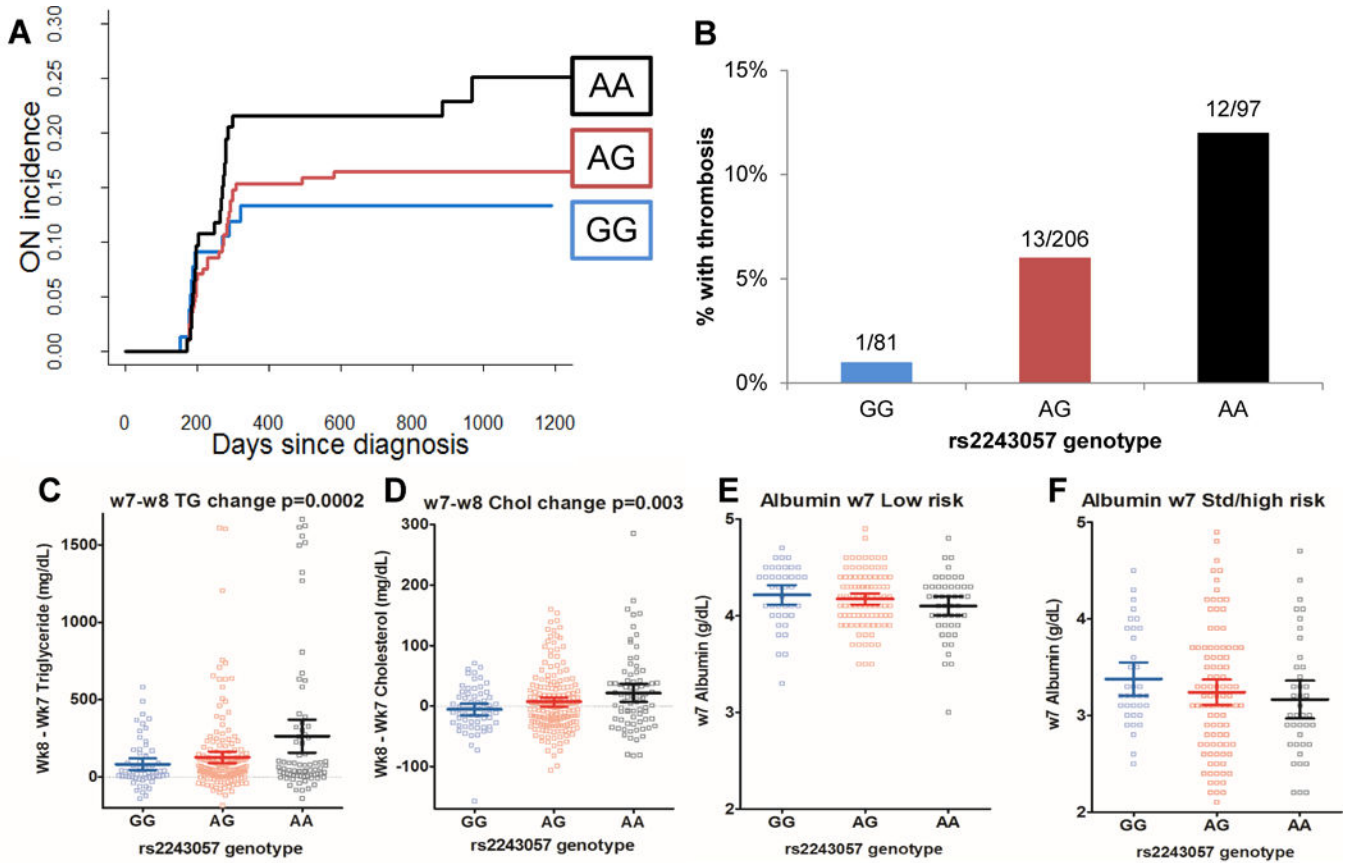 A
ON incidence
0.30
0.25
0.20
0.15
0.10
0.05
0.00
AA
AG
GG
0 200 400 600 800 1000 1200
Days since diagnosis
B
% with thrombosis
15%
10%
5%
0%
1/81
13/206
12/97
GG AG AA
rs2243057 genotype
C
w7-w8 TG change p=0.0002
Wk8 - Wk7 Triglyceride (mg/dL)
1500
1000
500
0
GG AG AA
rs2243057 genotype
D
w7-w8 Chol change p=0.003
Wk8 - Wk7 Cholesterol (mg/dL)
300
200
100
0
-100
GG AG AA
rs2243057 genotype
E
Albumin w7 Low risk
w7 Albumin (g/dL)
5
4
3
2
GG AG AA
rs2243057 genotype
F
Albumin w7 Std/high risk
w7 Albumin (g/dL)
5
4
3
2
GG AG AA
rs2243057 genotype